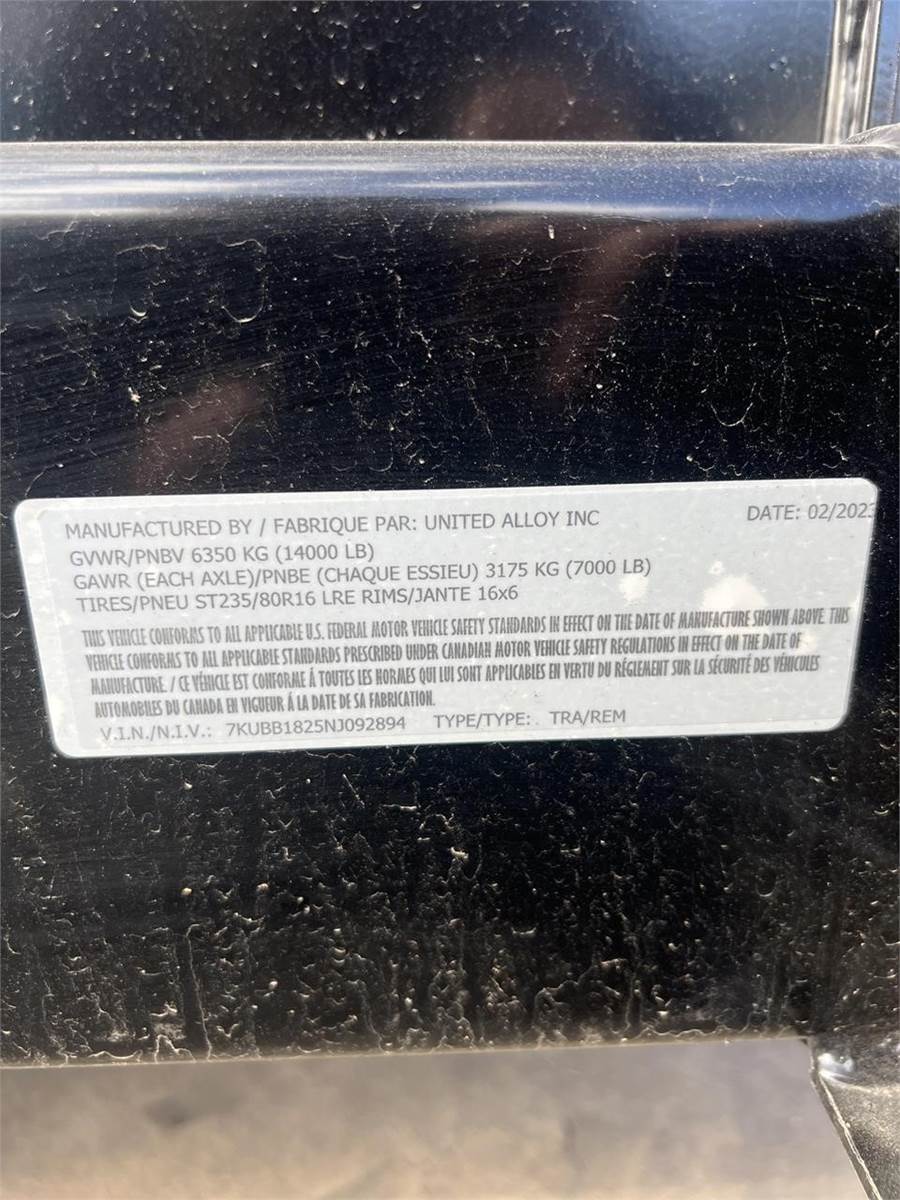 MANUFACTURED BY / FABRIQUE PAR: UNITED ALLOY INC DATE: 02/2023
GVWR/PNBV 6350 KG (14000 LB)
GAWR (EACH AXLE)/PNBE (CHAQUE ESSIEU) 3175 KG (7000 LB)
TIRES/PNEU ST235/80R16 LRE RIMS/JANTE 16x6
THIS VEHICLE CONFORMS TO ALL APPLICABLE U.S. FEDERAL MOTOR VEHICLE SAFETY STANDARDS IN EFFECT ON THE DATE OF MANUFACTURE SHOWN ABOVE. THIS
VEHICLE CONFORMS TO ALL APPLICABLE STANDARDS PRESCRIBED UNDER CANADIAN MOTOR VEHICLE SAFETY REGULATIONS IN EFFECT ON THE DATE OF
MANUFACTURE. / CE VÉHICLE EST CONFORME Á TOUTES LES HORMES QUI LUI SONT APPLICABLES EN VERTU DU RÉGLEMENT SUR LA SÉCURITÉ DES VÉHICULES
AUTOMOBILES DU CANADA EN VIGUEUR Á LA DATE DE SA FABRICATION.
V.I.N./N.I.V.: 7KUBB1825NJ092894 TYPE/TYPE: TRA/REM